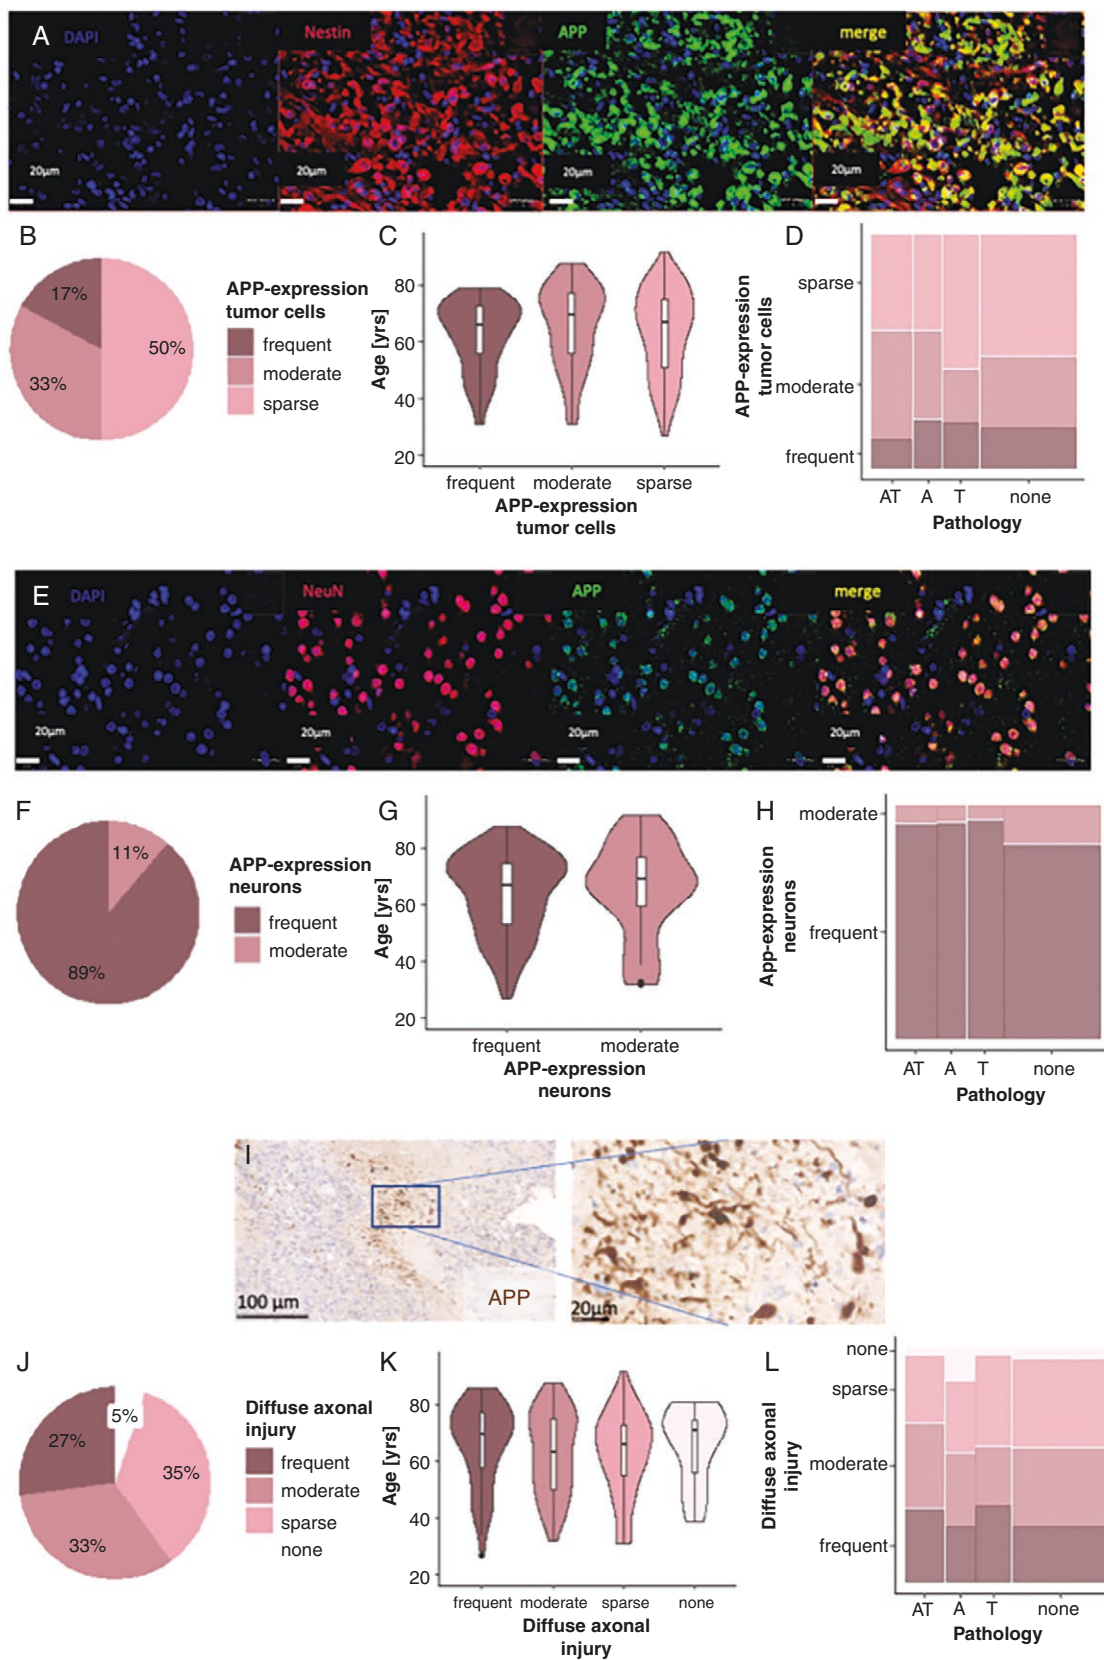 A DAPI Nestin APP merge
20µm 20µm 20µm 20µm
B
17%
50%
33%
APP-expression
tumor cells
frequent
moderate
sparse
C
Age [yrs]
80
60
40
20
frequent moderate sparse
APP-expression
tumor cells
D
APP-expression
tumor cells
sparse
moderate
frequent
AT A T none
Pathology
E DAPI NeuN APP merge
20µm 20µm 20µm 20µm
F
11%
89%
APP-expression
neurons
frequent
moderate
G
Age [yrs]
80
60
40
20
frequent moderate
APP-expression
neurons
H
App-expression
neurons
moderate
frequent
AT A T none
Pathology
I
100 µm
APP
20µm
J
5%
27%
35%
33%
Diffuse axonal
injury
frequent
moderate
sparse
none
K
Age [yrs]
80
60
40
20
frequent moderate sparse none
Diffuse axonal
injury
L
Diffuse axonal
injury
none
sparse
moderate
frequent
AT A T none
Pathology